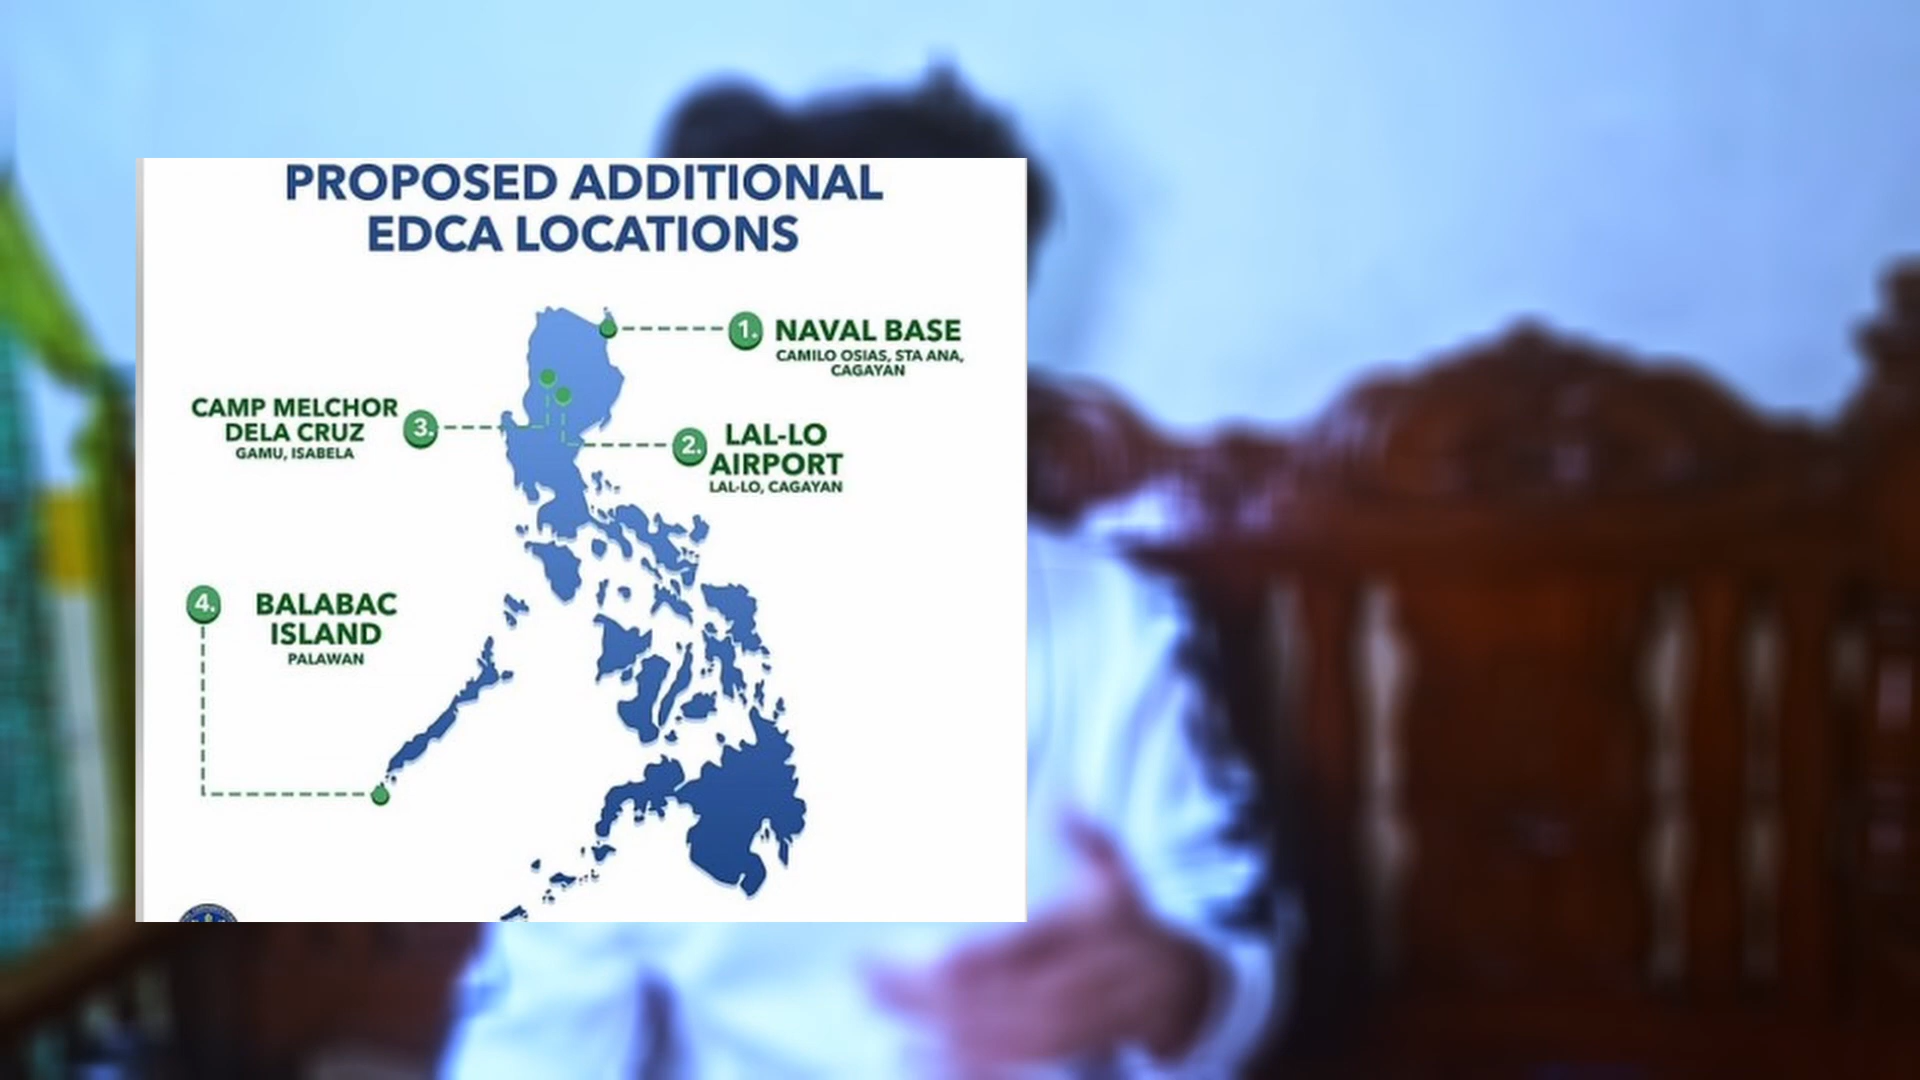 PROPOSED ADDITIONAL
EDCA LOCATIONS
1. NAVAL BASE
CAMILO OSIAS, STA ANA,
CAGAYAN
CAMP MELCHOR
DELA CRUZ
GAMU, ISABELA
3.
2. LAL-LO
AIRPORT
LAL-LO, CAGAYAN
4. BALABAC
ISLAND
PALAWAN